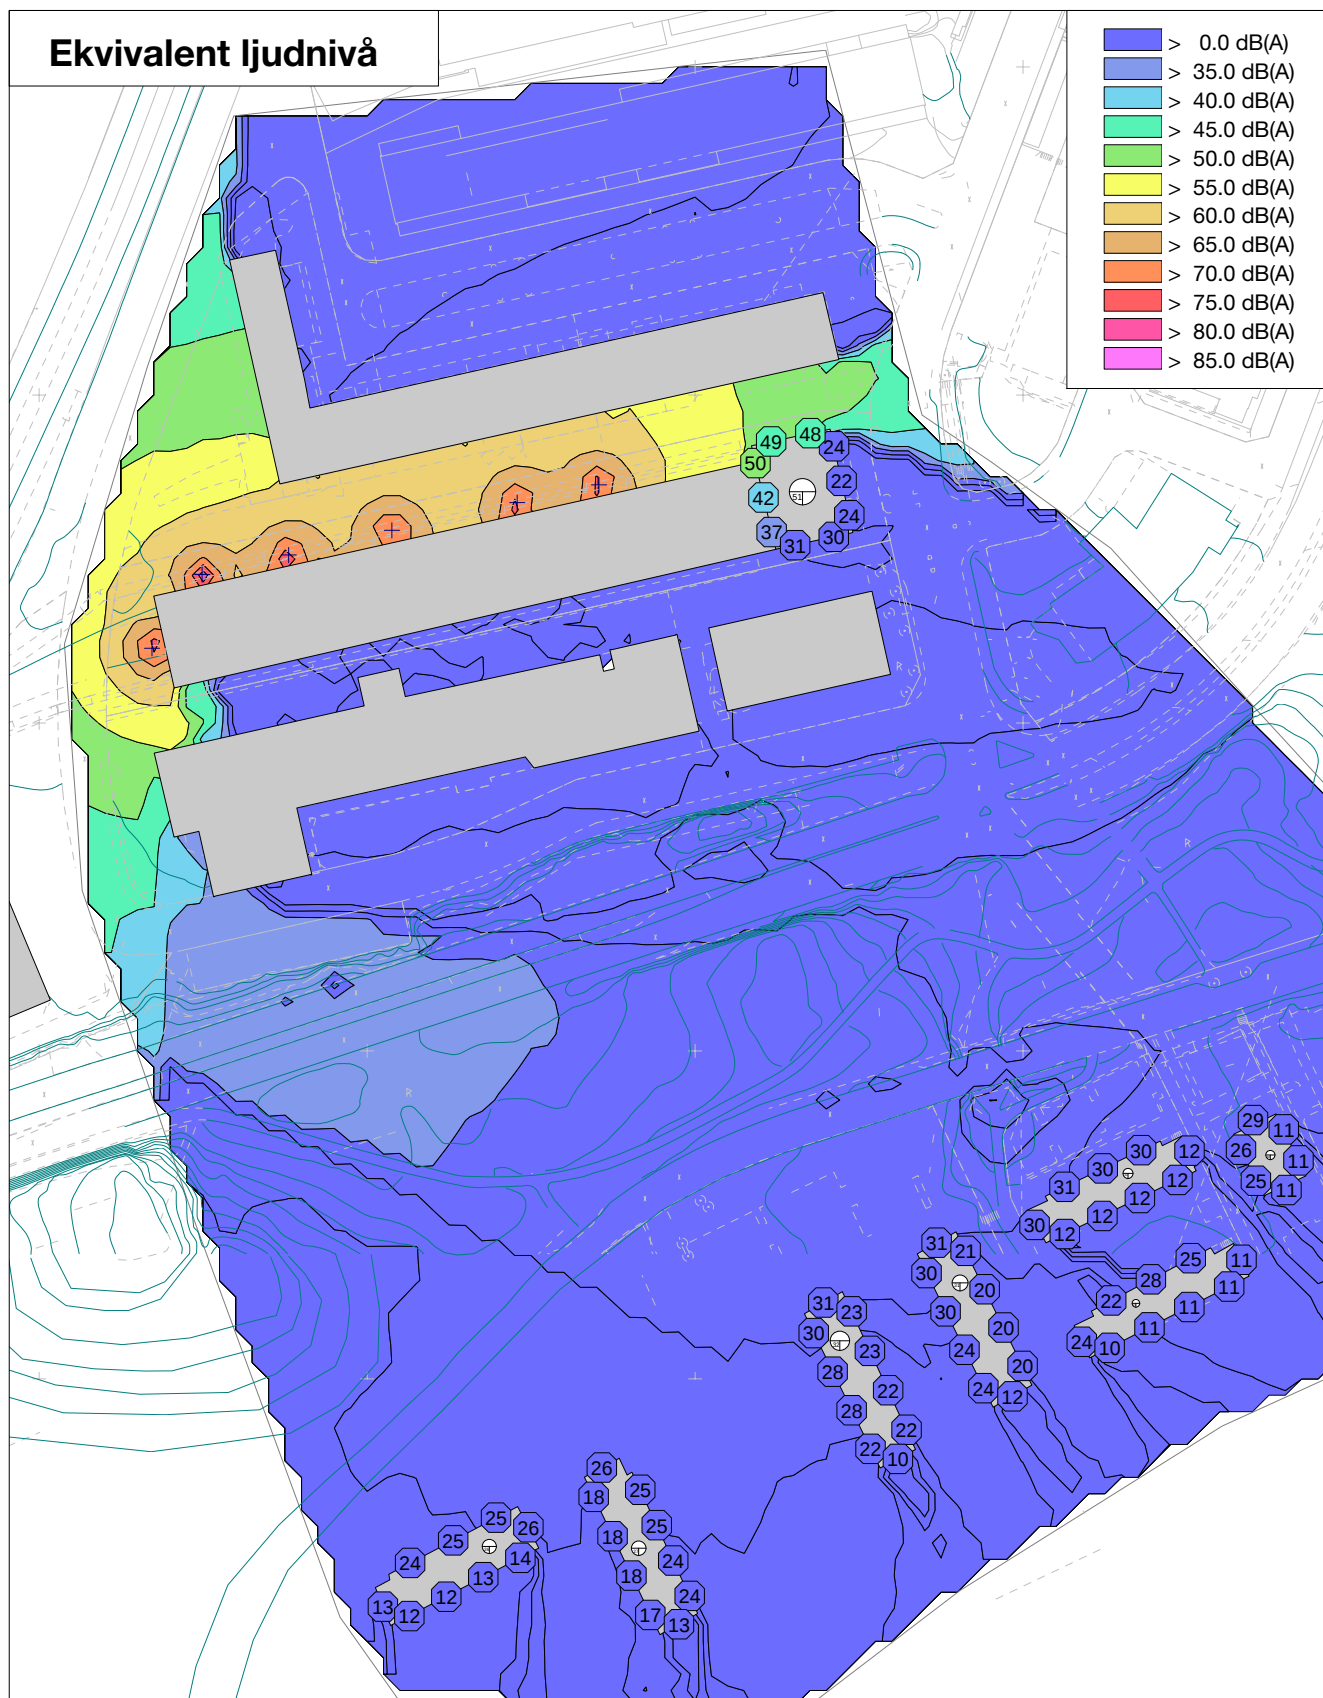 Ekvivalent ljudnivå
> 0.0 dB(A)
> 35.0 dB(A)
> 40.0 dB(A)
> 45.0 dB(A)
> 50.0 dB(A)
> 55.0 dB(A)
> 60.0 dB(A)
> 65.0 dB(A)
> 70.0 dB(A)
> 75.0 dB(A)
> 80.0 dB(A)
> 85.0 dB(A)
49 48 24
50 22
51
42 24
37 31 30
R
R
R
29 11
26 11
25 11
30 30 12
31 12
30 12 12 12
31 21
30 20
30 20
24 20
24 12
28 25 11
22 11
24 10 11 11
31 23
30 23
28 22
28 22
22 10
26 25
18 25
18 24
18 24
17 13
25 26
24 25 14
13 12 12 13